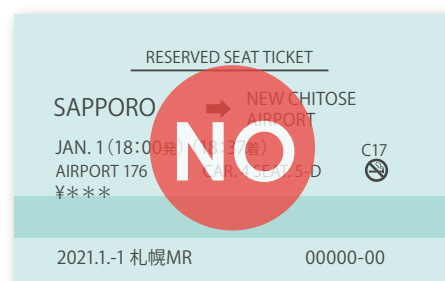 RESERVED SEAT TICKET
SAPPORO → NEW CHITOSE AIRPORT
JAN. 1 (18:00発) (18:37着)
C17
AIRPORT 176 CAR. 4 SEAT. 5-D
¥***
NO
2021.1.-1 札幌MR 00000-00